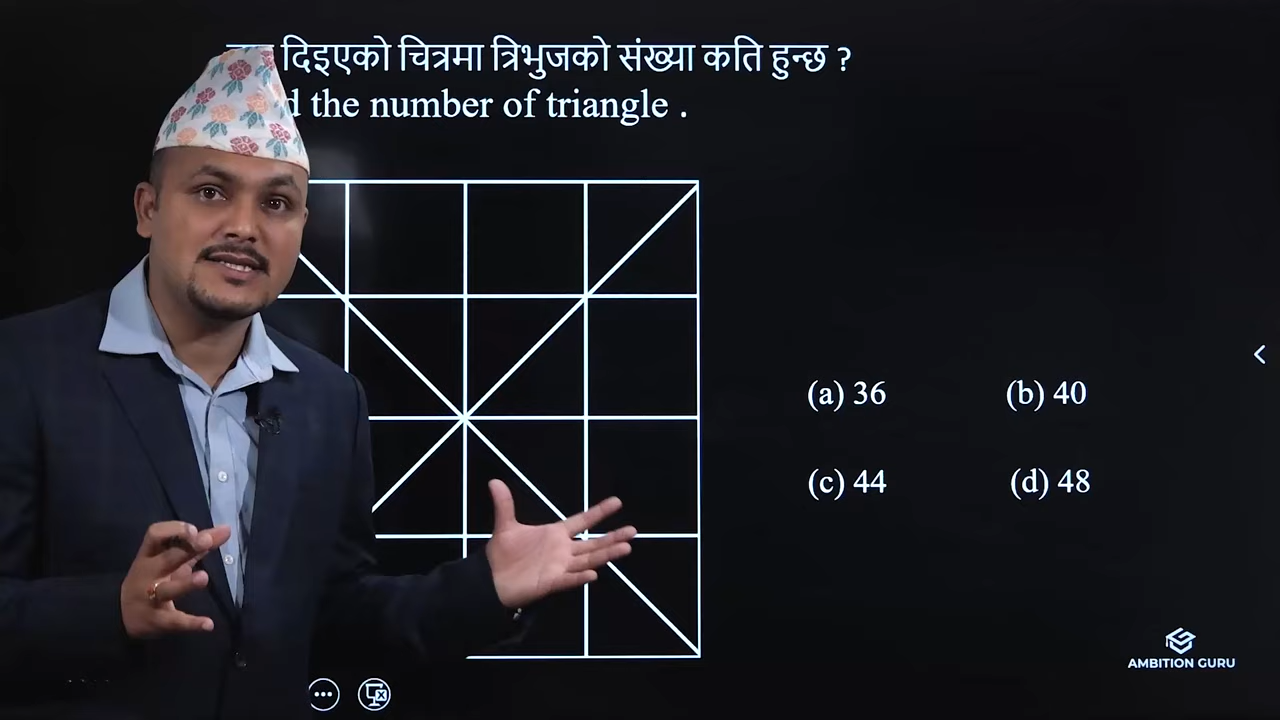 दिइएको चित्रमा त्रिभुजको संख्या कति हुन्छ ?
the number of triangle .
(a) 36 (b) 40
(c) 44 (d) 48
AMBITION GURU